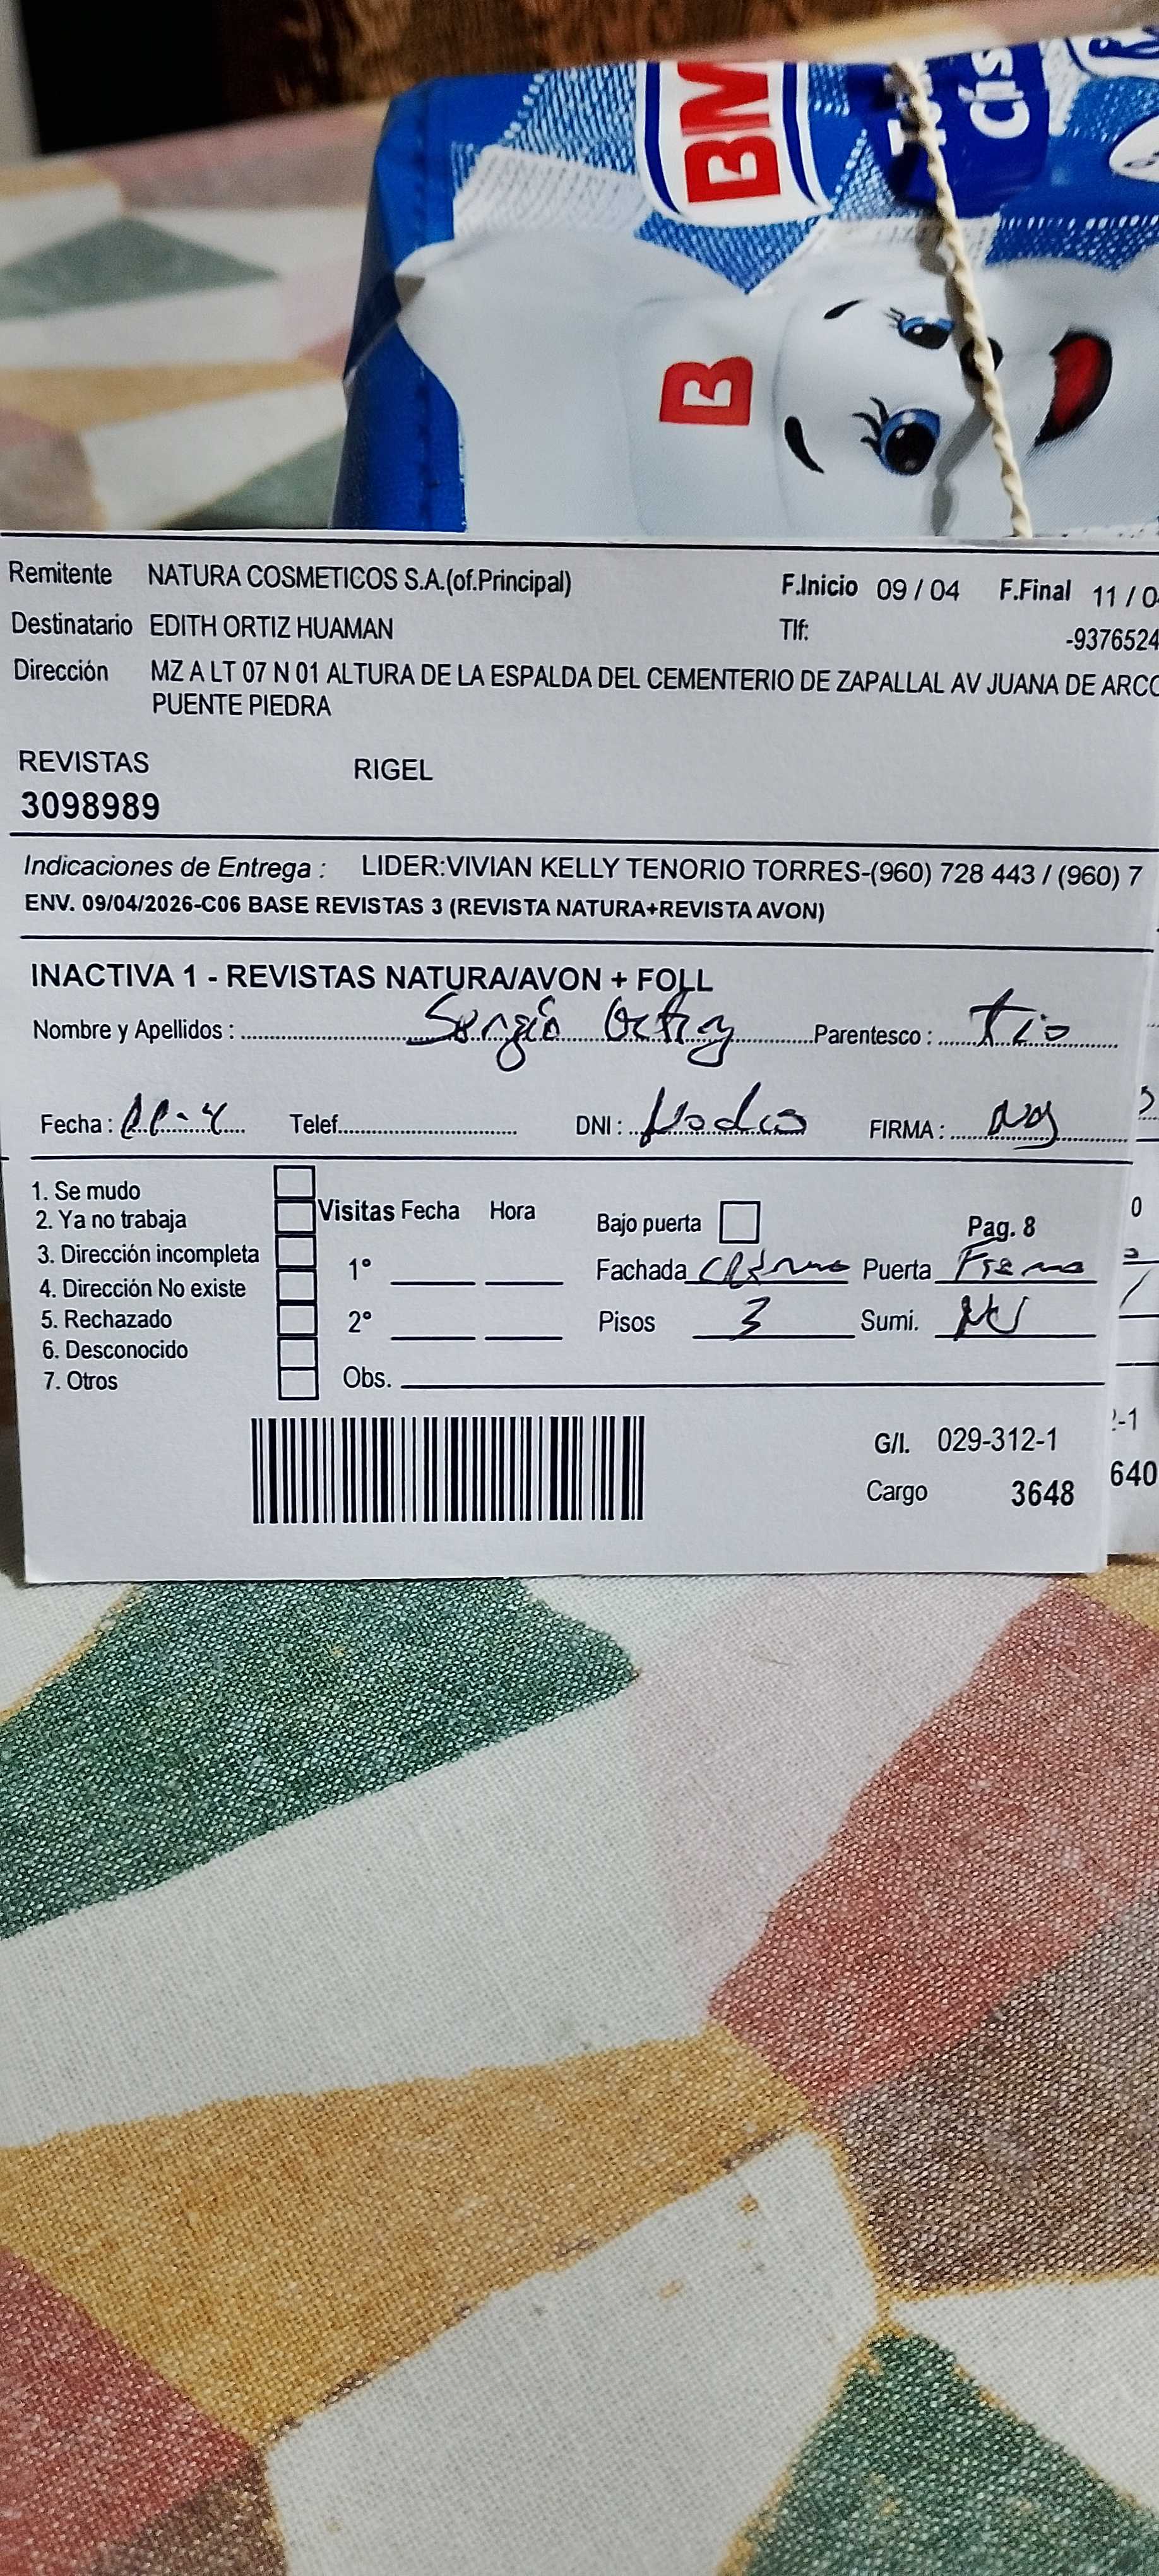 BM
B
Remitente NATURA COSMETICOS S.A.(of.Principal) F.Inicio 09 / 04 F.Final 11 / 0
Destinatario EDITH ORTIZ HUAMAN Tlf: -9376524
Dirección MZ A LT 07 N 01 ALTURA DE LA ESPALDA DEL CEMENTERIO DE ZAPALLAL AV JUANA DE ARCO
PUENTE PIEDRA
REVISTAS RIGEL
3098989
Indicaciones de Entrega : LIDER:VIVIAN KELLY TENORIO TORRES-(960) 728 443 / (960) 7
ENV. 09/04/2026-C06 BASE REVISTAS 3 (REVISTA NATURA+REVISTA AVON)
INACTIVA 1 - REVISTAS NATURA/AVON + FOLL
Nombre y Apellidos : Sergio Ortiz Parentesco : tio
Fecha : Telef. DNI : FIRMA :
1. Se mudo
2. Ya no trabaja Visitas Fecha Hora Bajo puerta Pag. 8
3. Dirección incompleta 1° Fachada Puerta Fierro
4. Dirección No existe
5. Rechazado 2° Pisos 3 Sumi.
6. Desconocido
7. Otros Obs.
G/I. 029-312-1
Cargo 3648
640